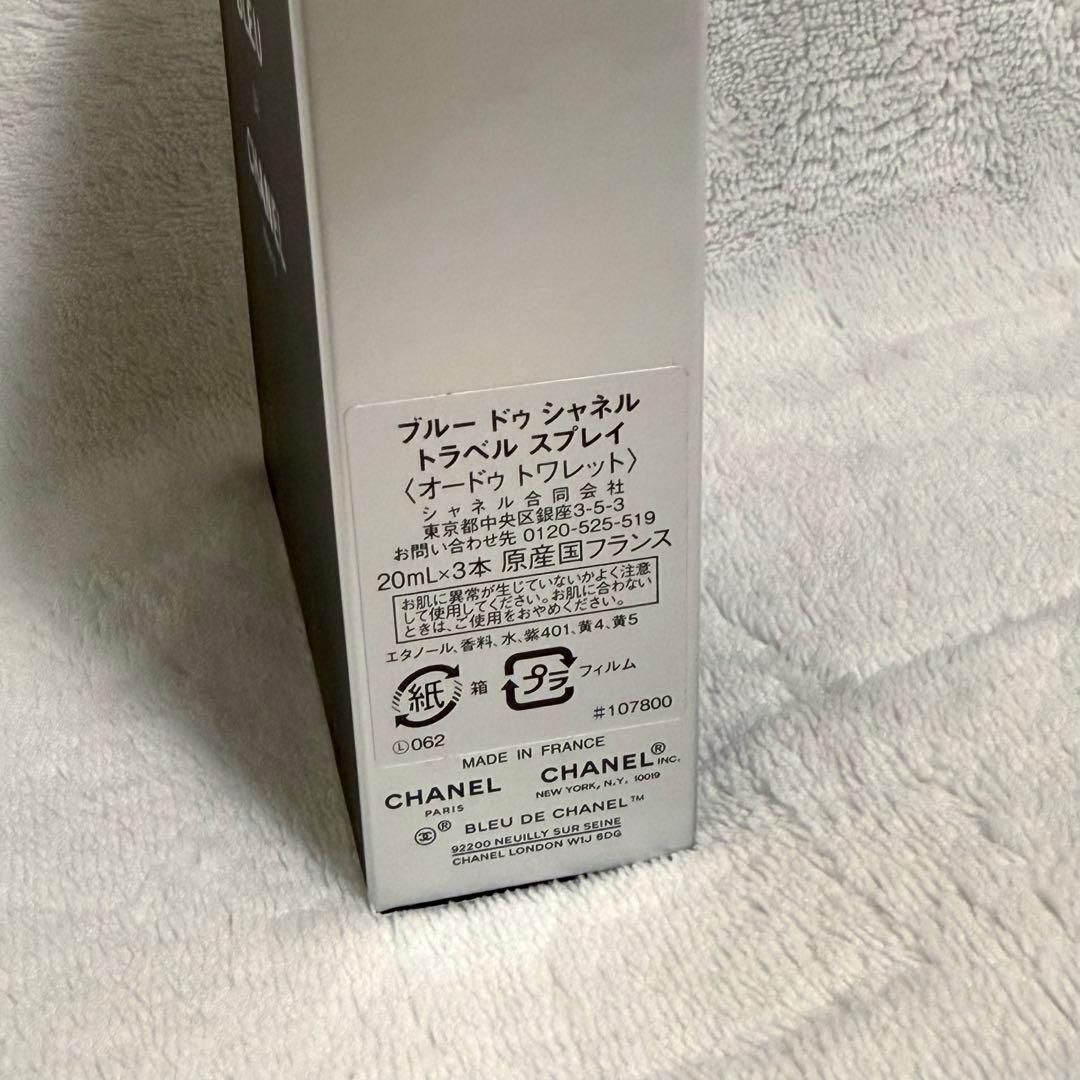 BLEU
DE
CHANEL
ブルー ドゥ シャネル
トラベル スプレイ
〈オードゥ トワレット〉
シャネル合同会社
東京都中央区銀座3-5-3
お問い合わせ先 0120-525-519
20mL×3本 原産国フランス
お肌に異常が生じていないかよく注意
して使用してください。お肌に合わない
ときは、ご使用をおやめください。
エタノール、香料、水、紫401、黄4、黄5
紙 箱 プラ フィルム
Ⓛ062 #107800
MADE IN FRANCE
CHANEL CHANEL® INC.
PARIS NEW YORK, N.Y. 10019
® BLEU DE CHANEL™
92200 NEUILLY SUR SEINE
CHANEL LONDON W1J 6DG